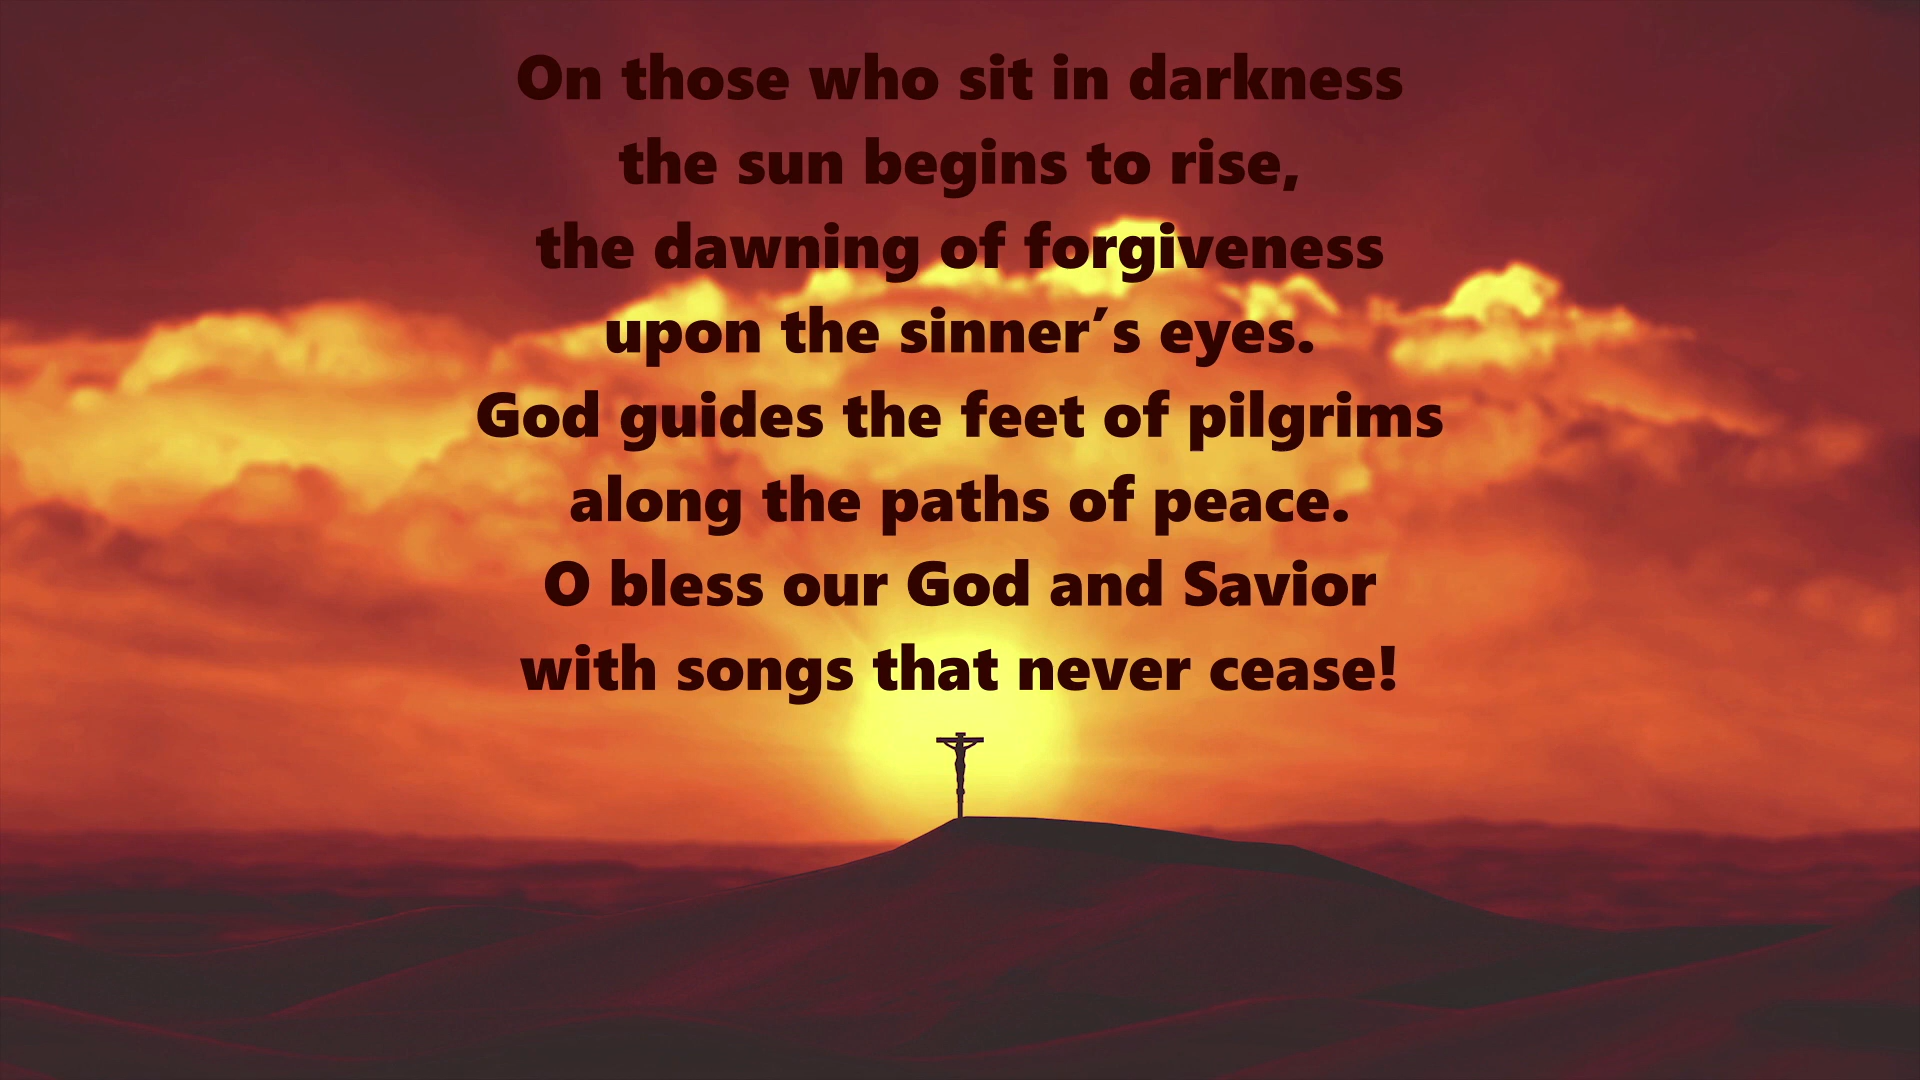 On those who sit in darkness
the sun begins to rise,
the dawning of forgiveness
upon the sinner′s eyes.
God guides the feet of pilgrims
along the paths of peace.
O bless our God and Savior
with songs that never cease!